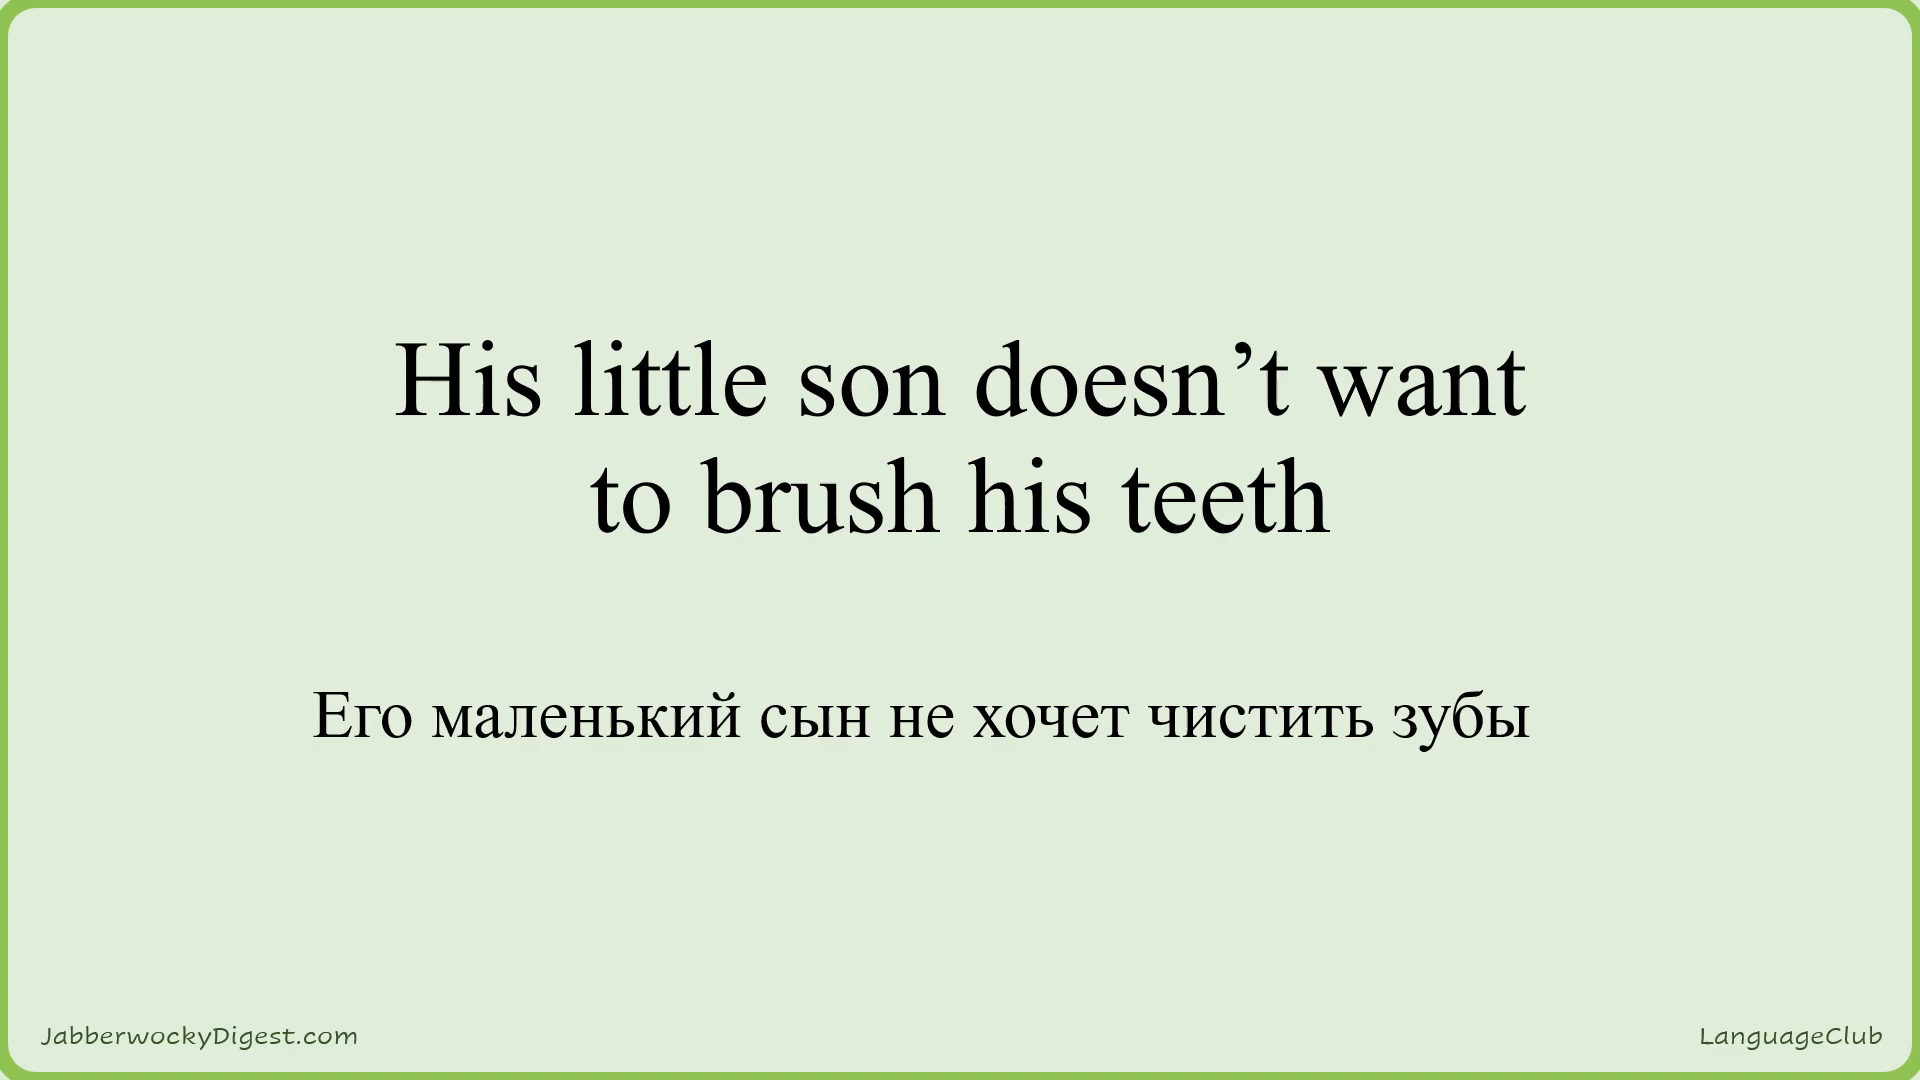 His little son doesn’t want
to brush his teeth
Его маленький сын не хочет чистить зубы
JabberwockyDigest.com
LanguageClub